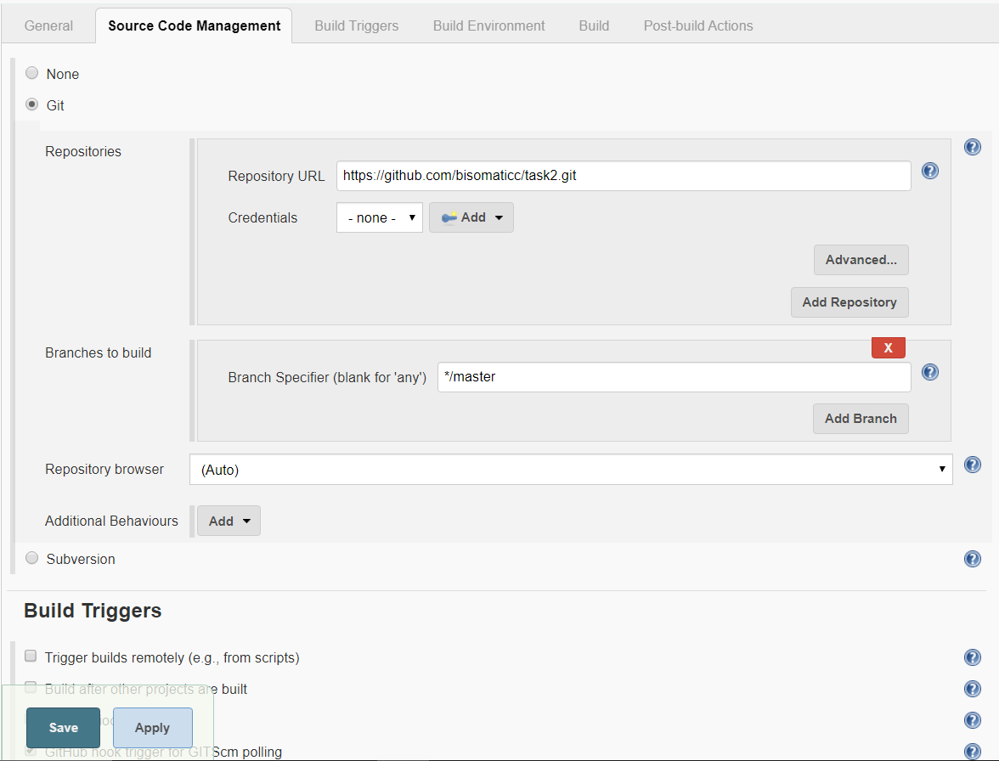 General Source Code Management Build Triggers Build Environment Build Post-build Actions
None
Git
Repositories
Repository URL https://github.com/bisomaticc/task2.git
Credentials - none - Add
Advanced...
Add Repository
Branches to build
X
Branch Specifier (blank for 'any') */master
Add Branch
Repository browser (Auto)
Additional Behaviours Add
Subversion
Build Triggers
Trigger builds remotely (e.g., from scripts)
Build after other projects are built
Save Apply
GitHub hook trigger for GITScm polling